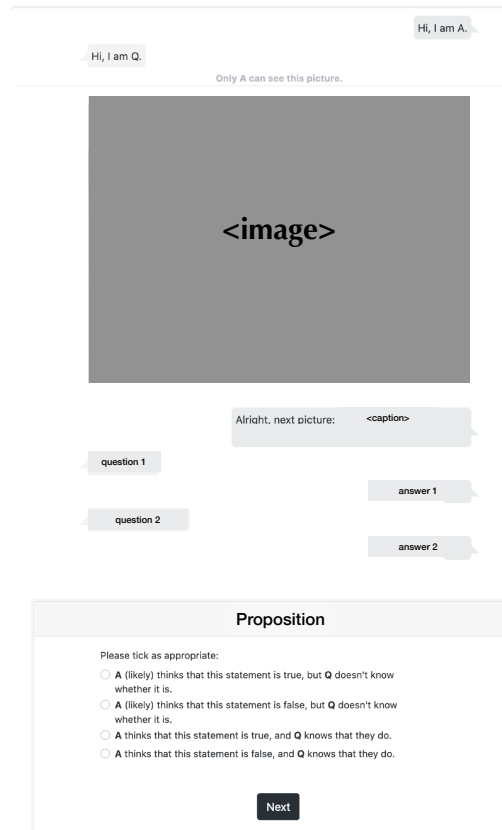 Hi, I am A.
Hi, I am Q.
Only A can see this picture.
<image>
Alright, next picture: <caption>
question 1
answer 1
question 2
answer 2
Proposition
Please tick as appropriate:
A (likely) thinks that this statement is true, but Q doesn't know
whether it is.
A (likely) thinks that this statement is false, but Q doesn't know
whether it is.
A thinks that this statement is true, and Q knows that they do.
A thinks that this statement is false, and Q knows that they do.
Next